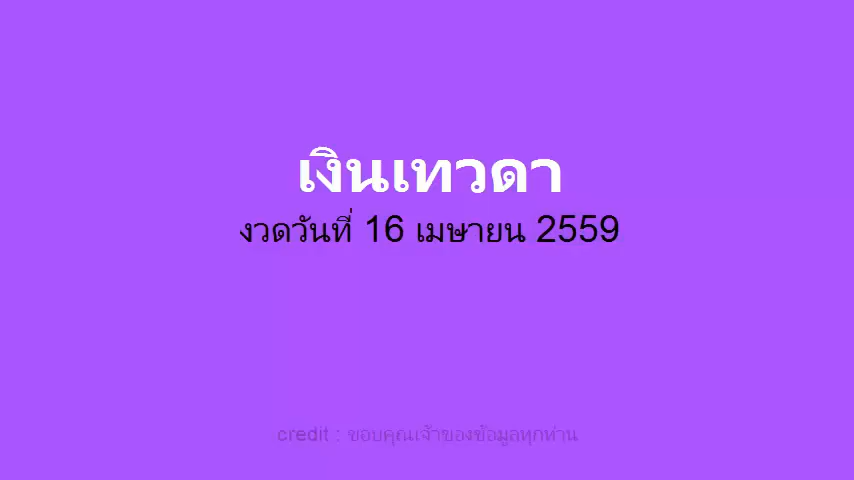 เงินเทวดา
งวดวันที่ 16 เมษายน 2559
credit : ขอบคุณเจ้าของข้อมูลทุกท่าน